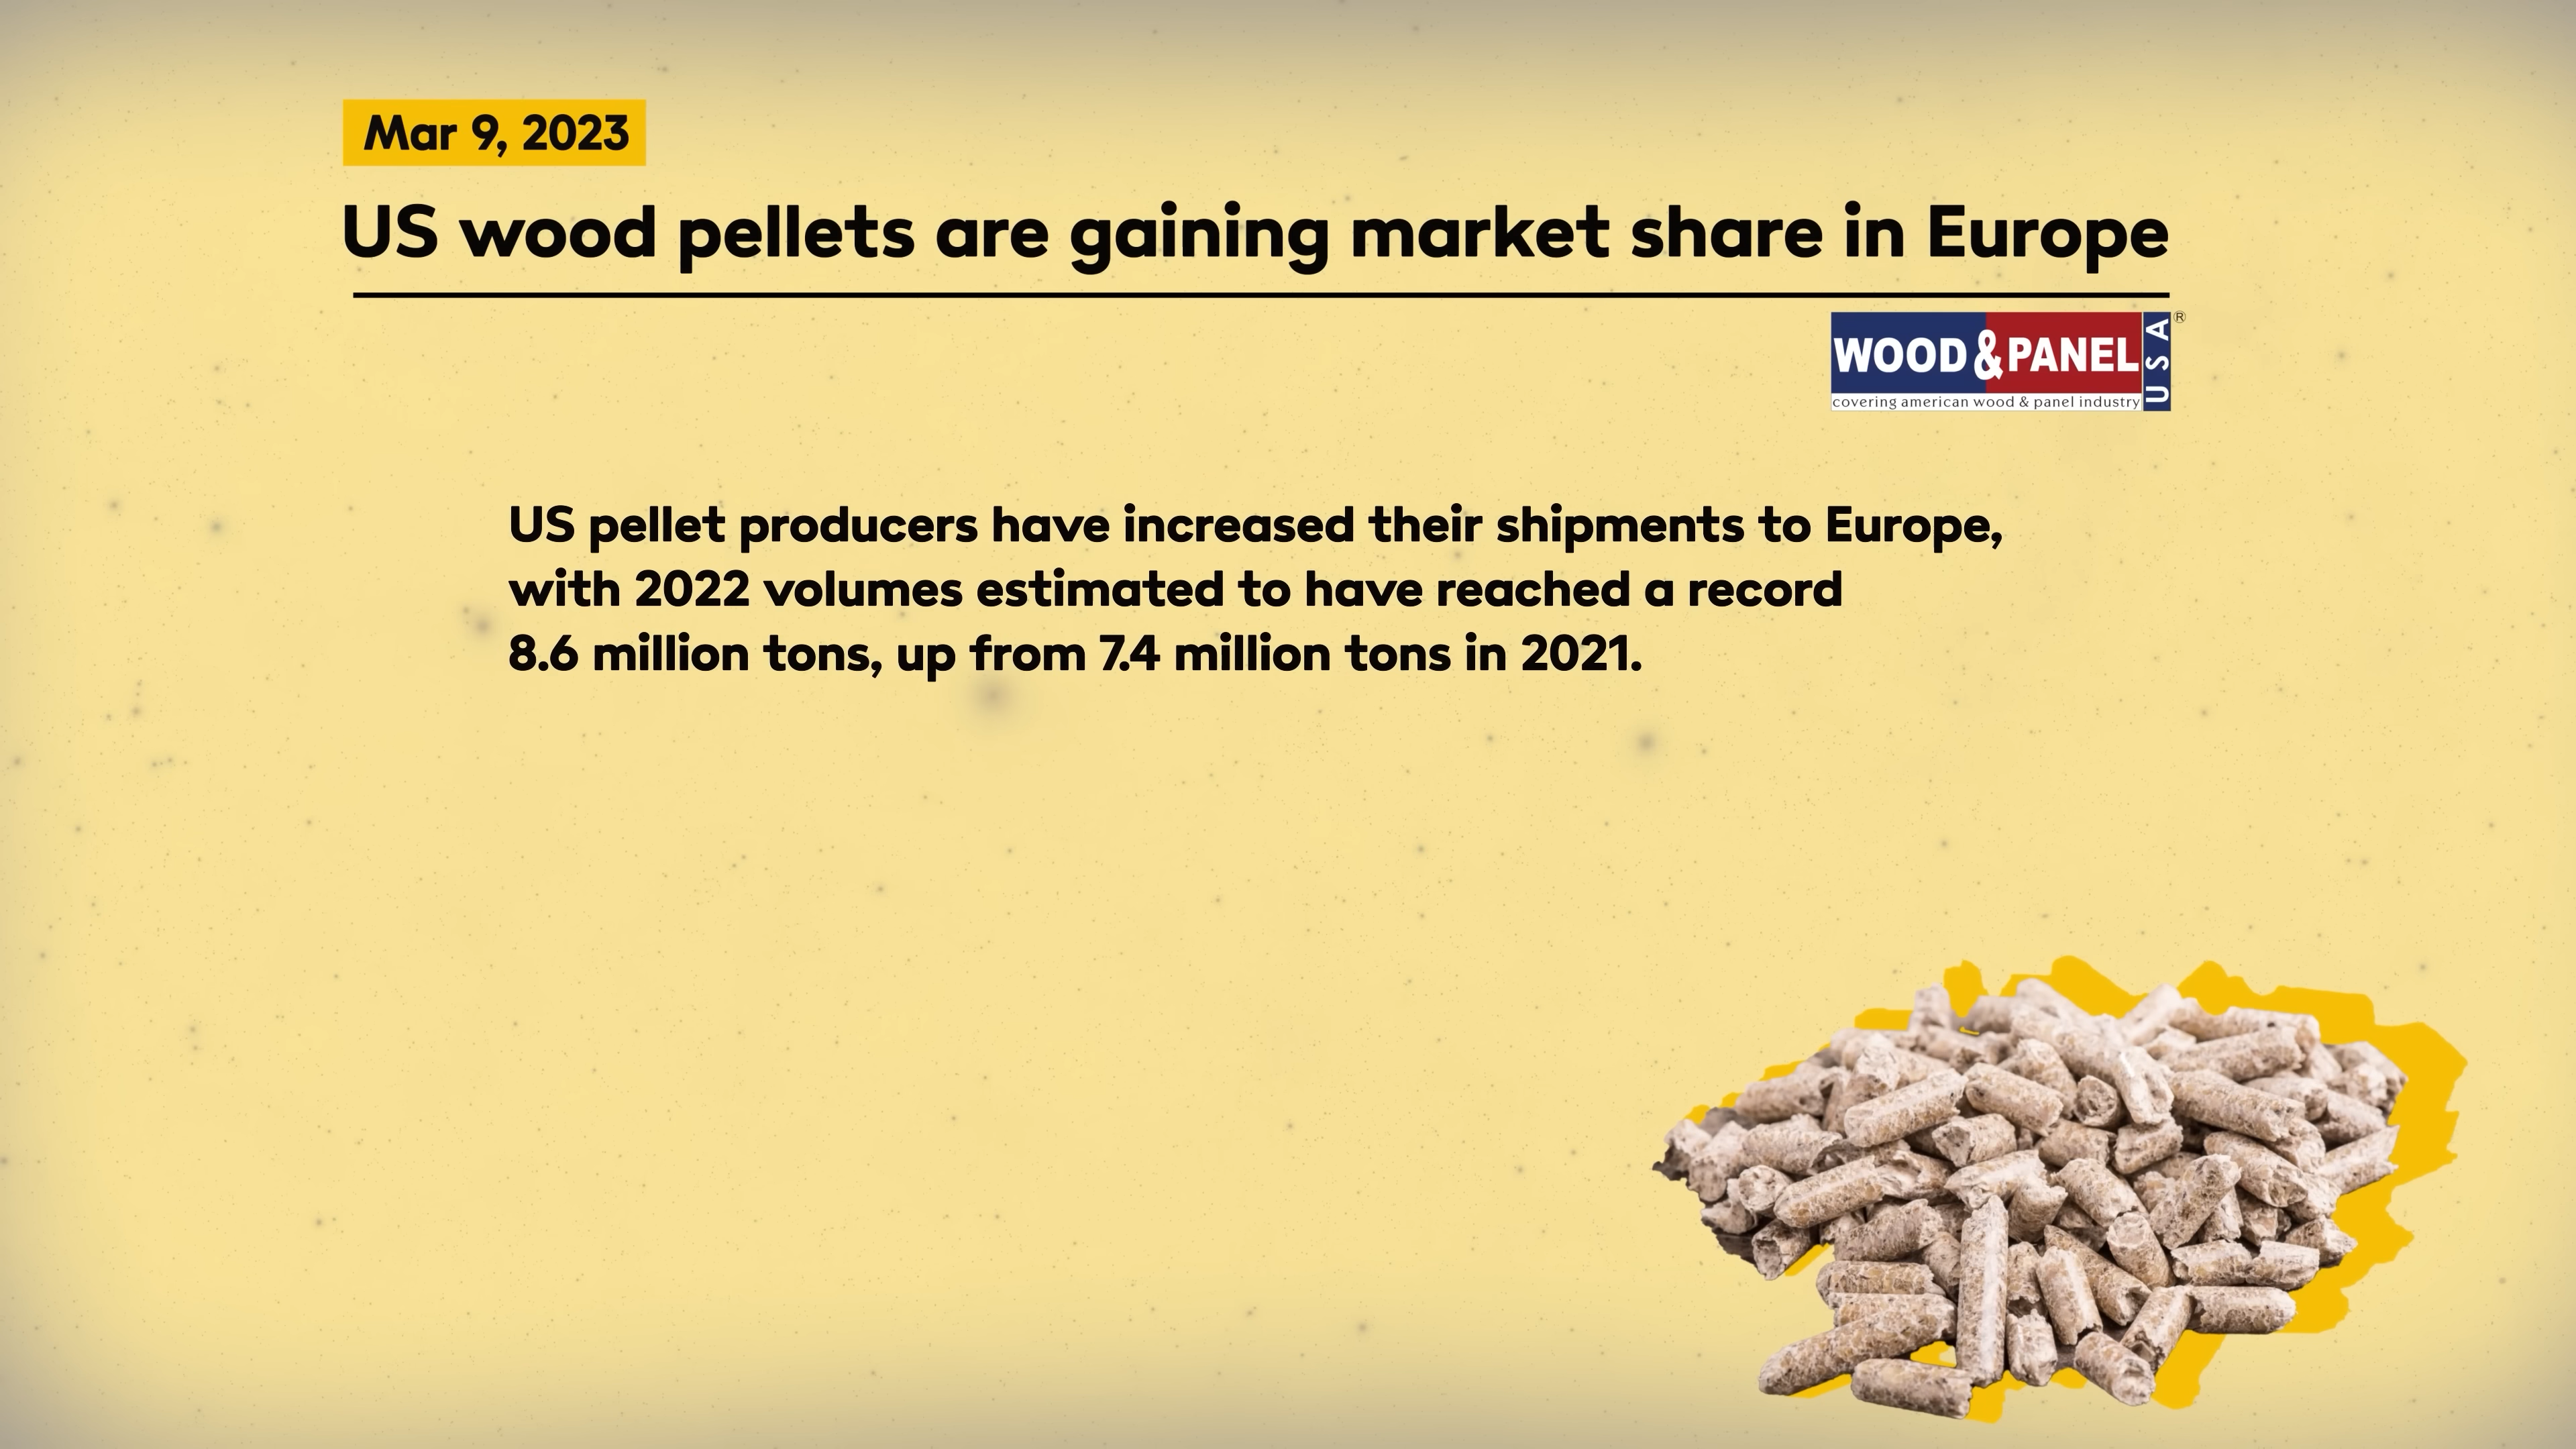 Mar 9, 2023
US wood pellets are gaining market share in Europe
WOOD & PANEL USA ®
covering american wood & panel industry
US pellet producers have increased their shipments to Europe,
with 2022 volumes estimated to have reached a record
8.6 million tons, up from 7.4 million tons in 2021.